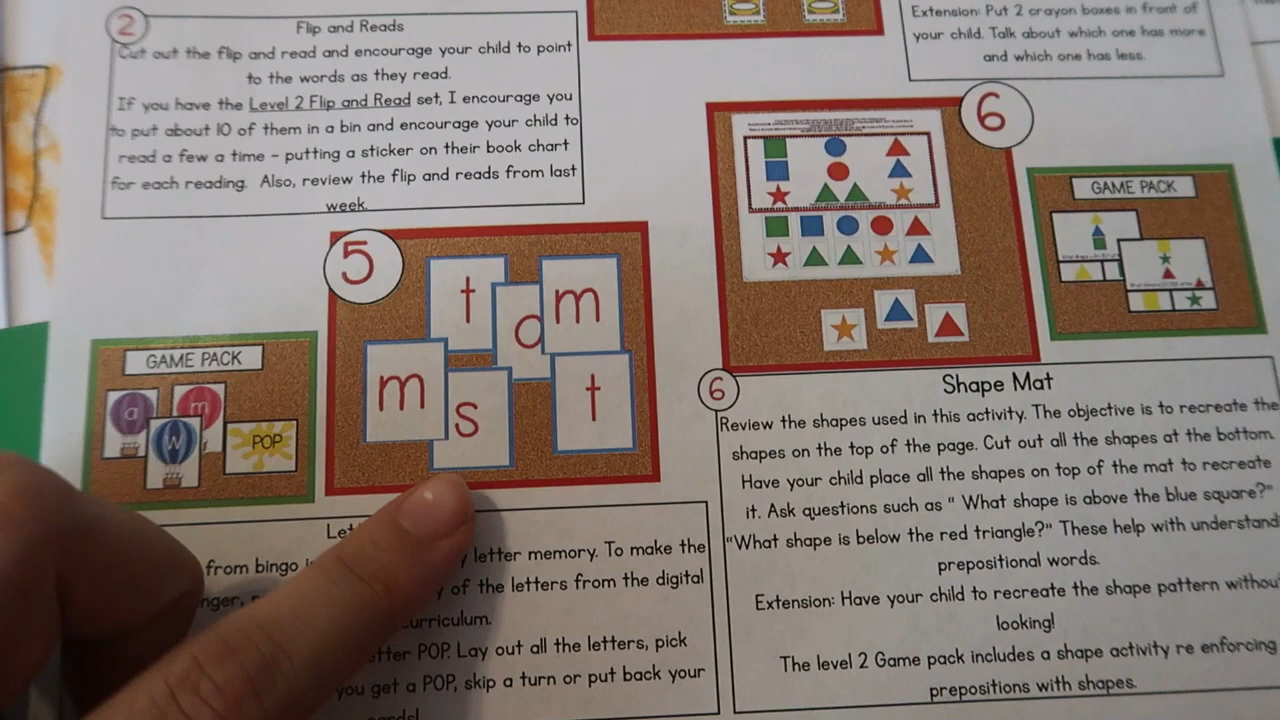 2
Flip and Reads
Cut out the flip and read and encourage your child to point
to the words as they read.
If you have the Level 2 Flip and Read set, I encourage you
to put about 10 of them in a bin and encourage your child to
read a few a time - putting a sticker on their book chart
for each reading. Also, review the flip and reads from last
week.
Extension: Put 2 crayon boxes in front of
your child. Talk about which one has more
and which one has less.
5
t
m
m
s
t
GAME PACK
a
m
W
POP
6
GAME PACK
from bingo
letter memory. To make the
of the letters from the digital
POP. Lay out all the letters, pick
you get a POP, skip a turn or put back your
6
Shape Mat
Review the shapes used in this activity. The objective is to recreate the
shapes on the top of the page. Cut out all the shapes at the bottom.
Have your child place all the shapes on top of the mat to recreate
it. Ask questions such as " What shape is above the blue square?"
"What shape is below the red triangle?" These help with understand
prepositional words.
Extension: Have your child to recreate the shape pattern withou
looking!
The level 2 Game pack includes a shape activity re enforcing
prepositions with shapes.